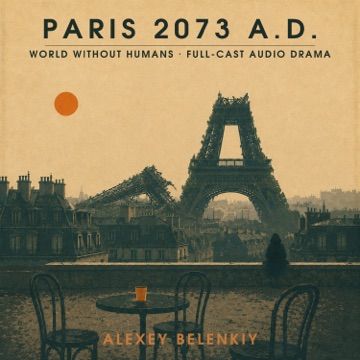 PARIS 2073 A.D.
WORLD WITHOUT HUMANS · FULL-CAST AUDIO DRAMA
ALEXEY BELENKIY